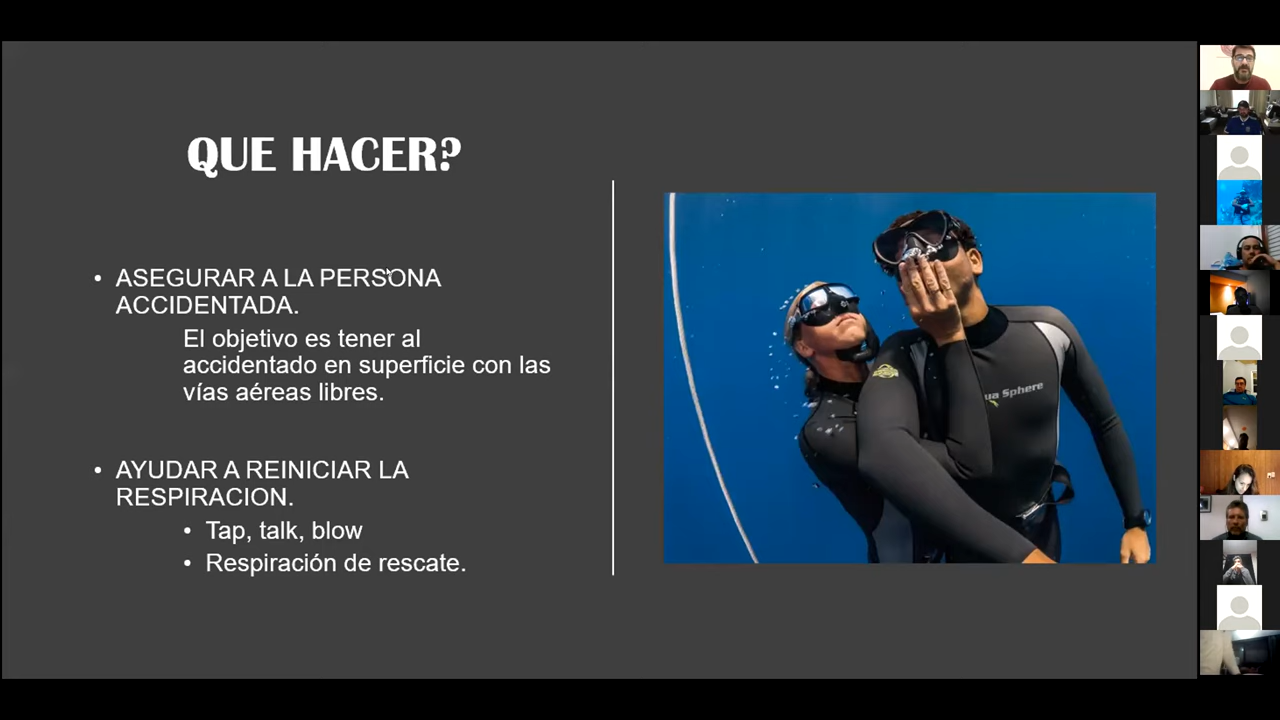 QUE HACER?
• ASEGURAR A LA PERSONA
ACCIDENTADA.
El objetivo es tener al
accidentado en superficie con las
vías aéreas libres.
• AYUDAR A REINICIAR LA
RESPIRACION.
• Tap, talk, blow
• Respiración de rescate.
ua Sphere